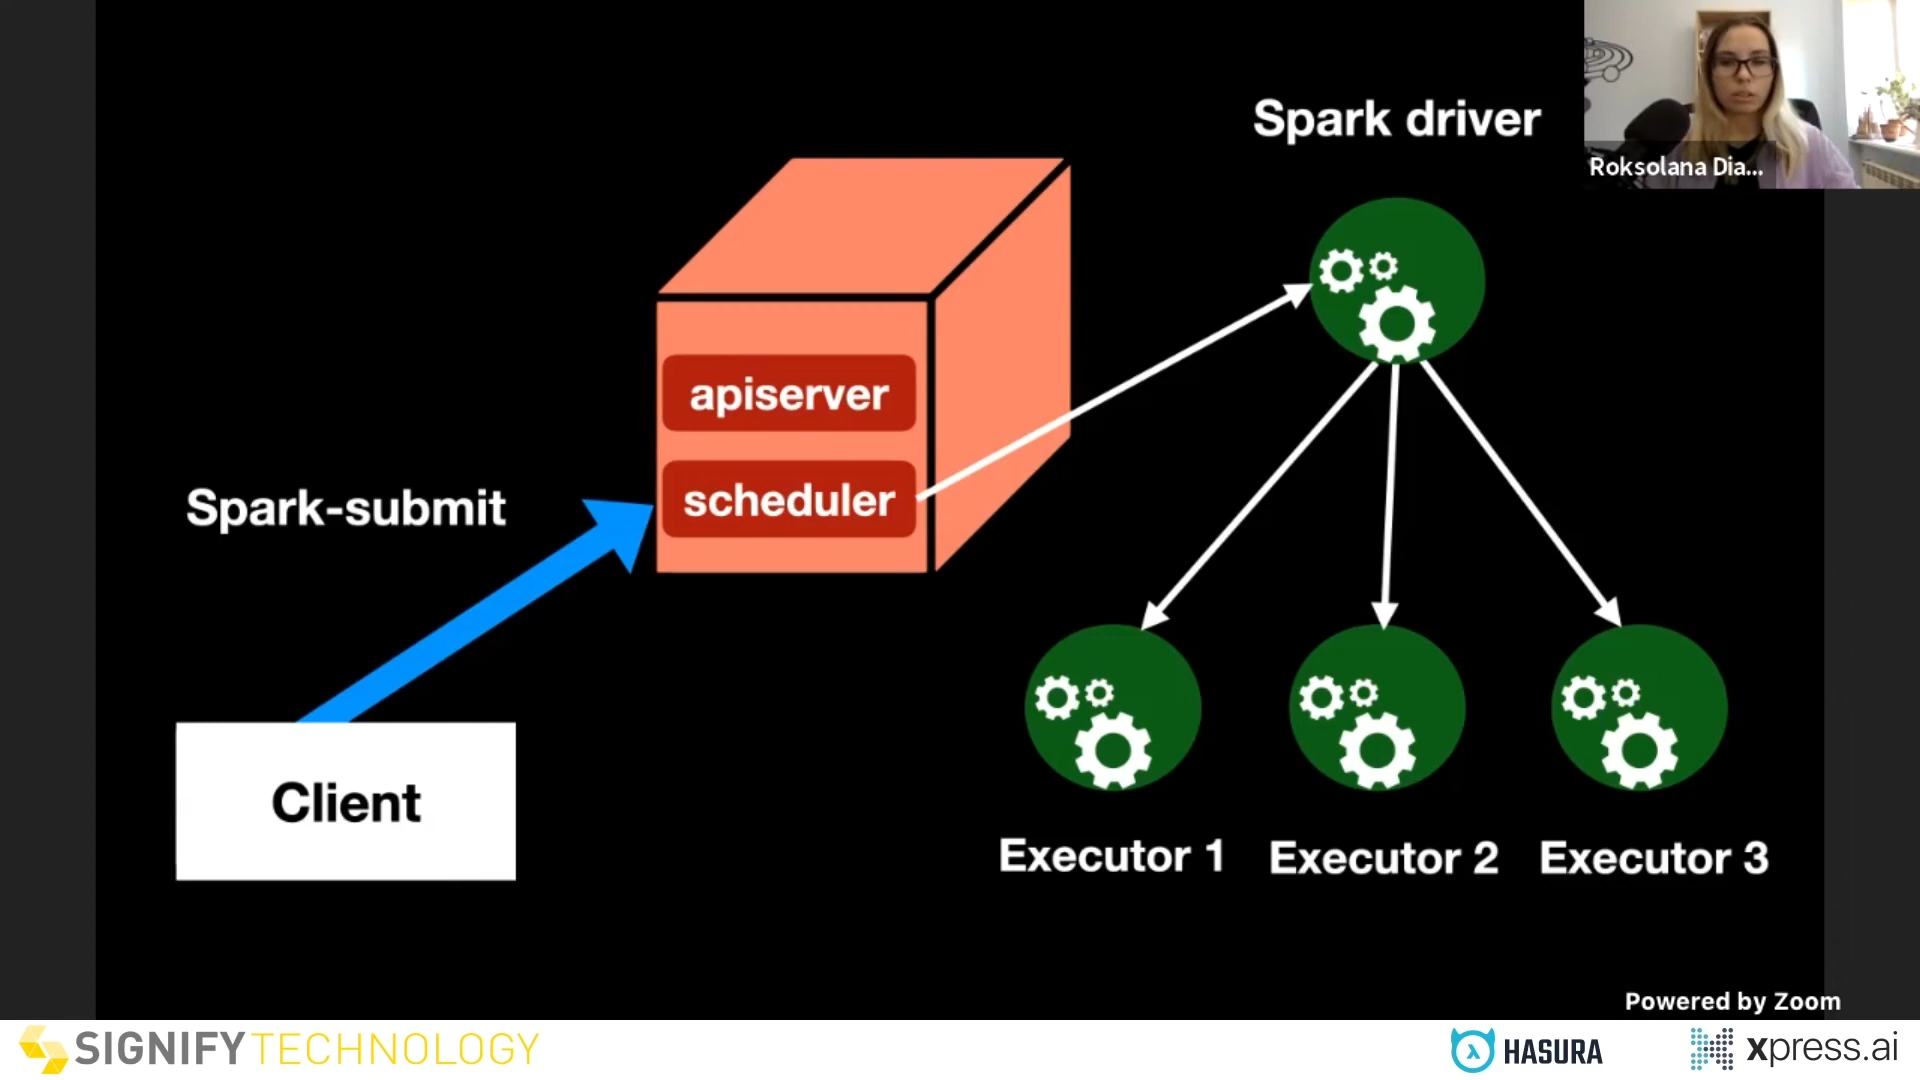 Spark driver
Roksolana Dia...
apiserver
scheduler
Spark-submit
Client
Executor 1
Executor 2
Executor 3
Powered by Zoom
SIGNIFY TECHNOLOGY
HASURA
xpress.ai